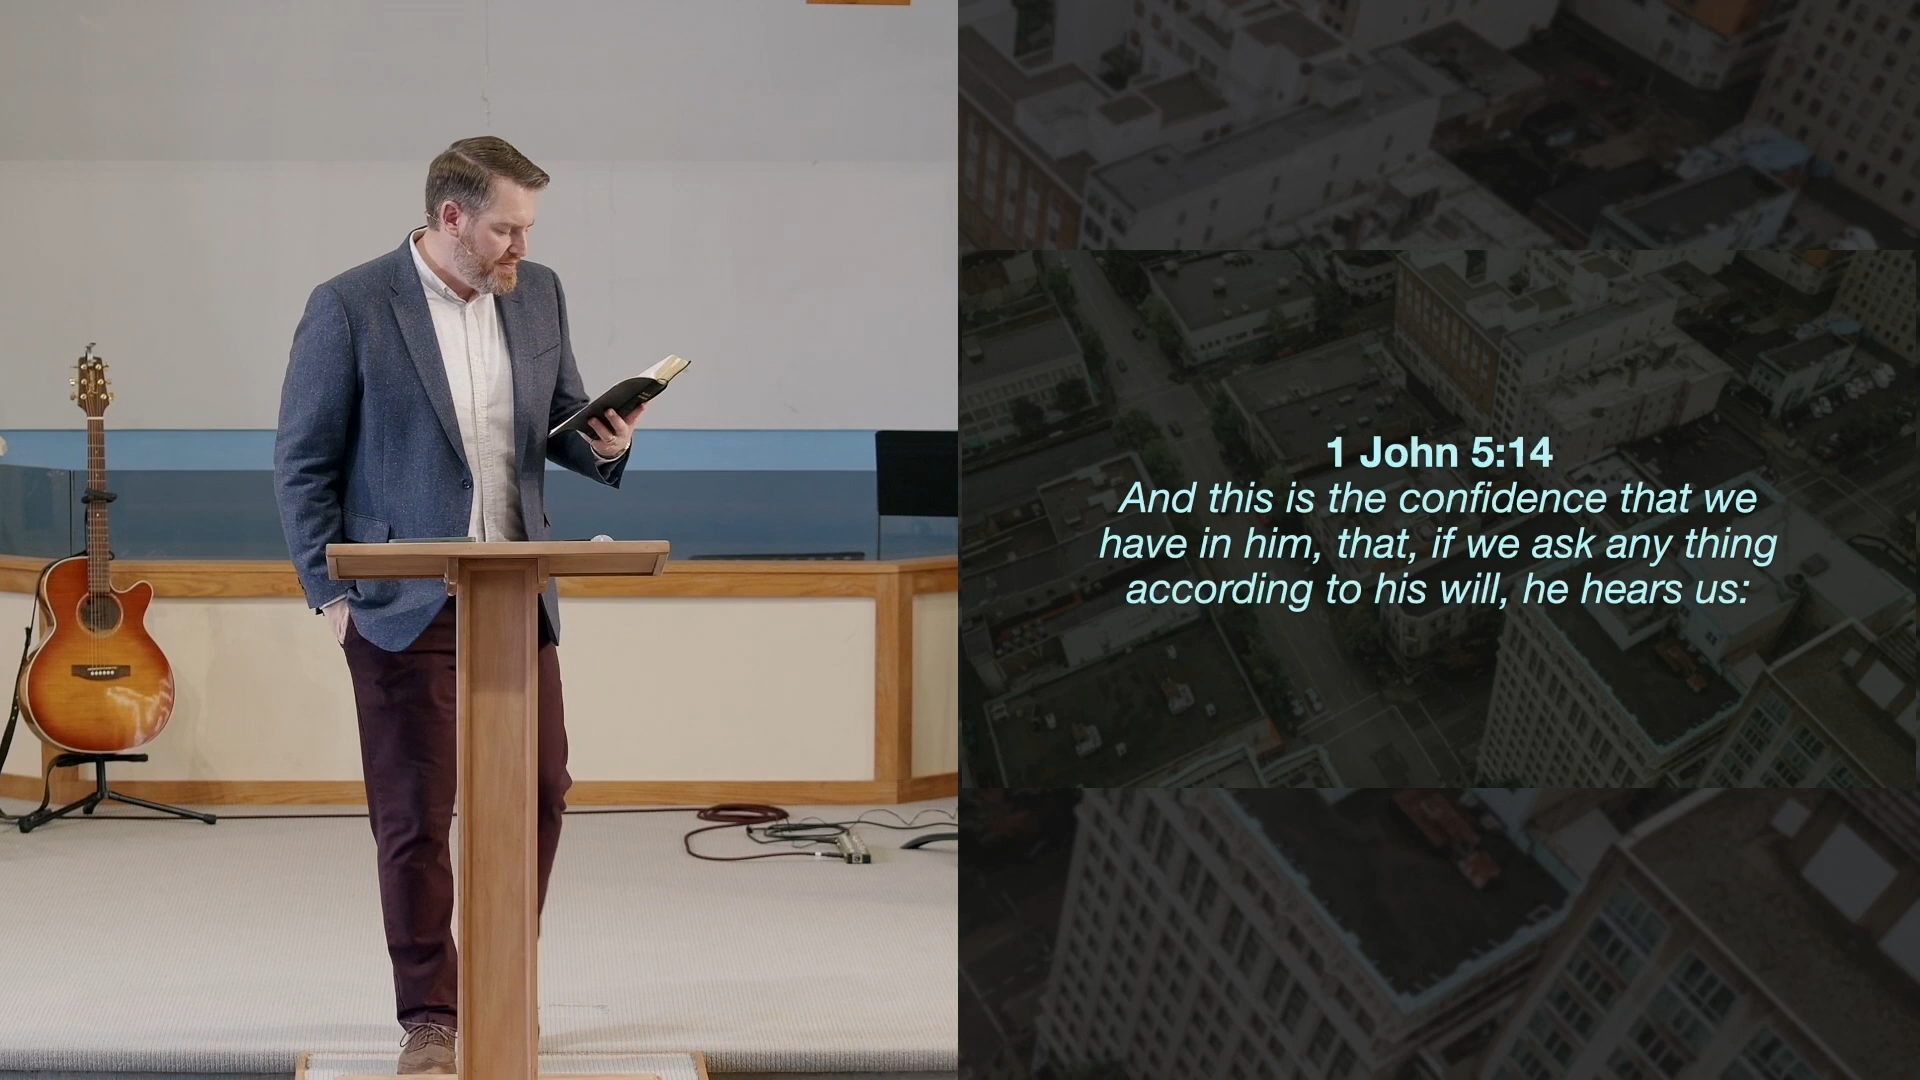 1 John 5:14
And this is the confidence that we
have in him, that, if we ask any thing
according to his will, he hears us: